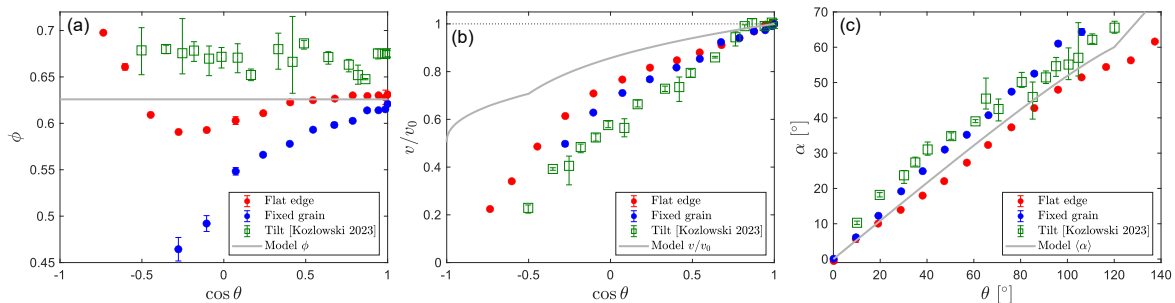 (a)
0.7
0.65
0.6
0.55
0.5
0.45
ϕ
-1
-0.5
0
0.5
1
cos θ
Flat edge
Fixed grain
Tilt [Kozlowski 2023]
Model ϕ
(b)
1
0.8
0.6
0.4
0.2
0
v/v₀
-1
-0.5
0
0.5
1
cos θ
Flat edge
Fixed grain
Tilt [Kozlowski 2023]
Model v/v₀
(c)
70
60
50
40
30
20
10
0
α [°]
0
20
40
60
80
100
120
140
θ [°]
Flat edge
Fixed grain
Tilt [Kozlowski 2023]
Model ⟨α⟩